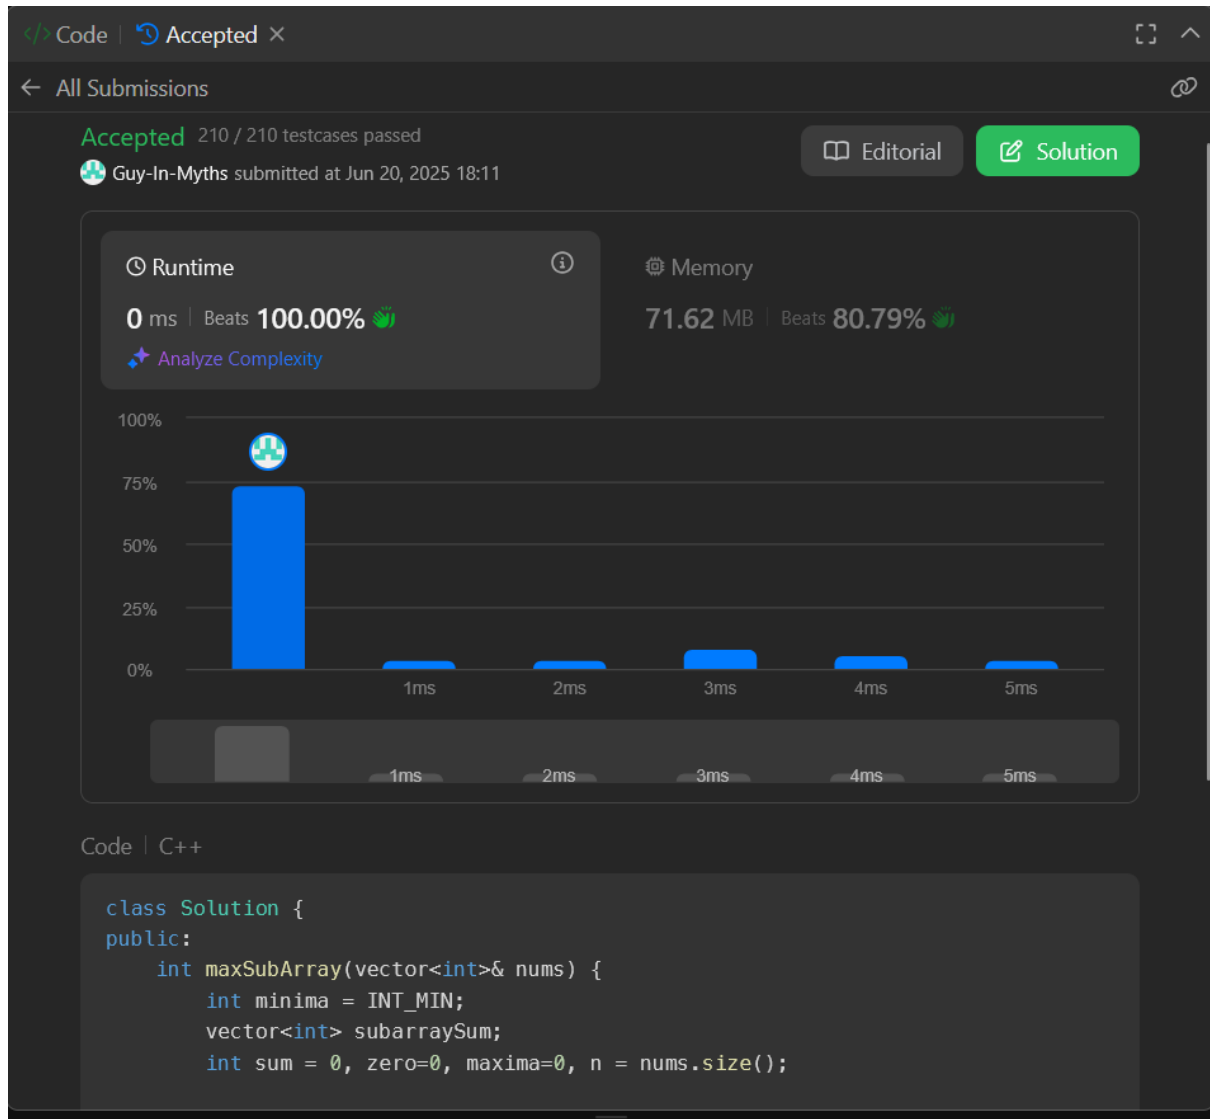 </> Code | Accepted ×
← All Submissions
Accepted 210 / 210 testcases passed
Editorial
Solution
Guy-In-Myths submitted at Jun 20, 2025 18:11
Runtime
0 ms | Beats 100.00%
Analyze Complexity
Memory
71.62 MB | Beats 80.79%
100%
75%
50%
25%
0%
1ms 2ms 3ms 4ms 5ms
1ms 2ms 3ms 4ms 5ms
Code | C++
class Solution {
public:
    int maxSubArray(vector<int>& nums) {
        int minima = INT_MIN;
        vector<int> subarraySum;
        int sum = 0, zero=0, maxima=0, n = nums.size();